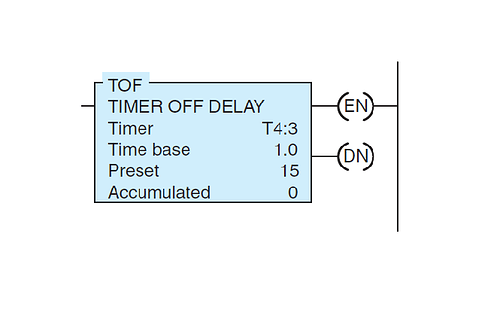 TOF
TIMER OFF DELAY
(EN)
Timer T4:3
Time base 1.0
(DN)
Preset 15
Accumulated 0